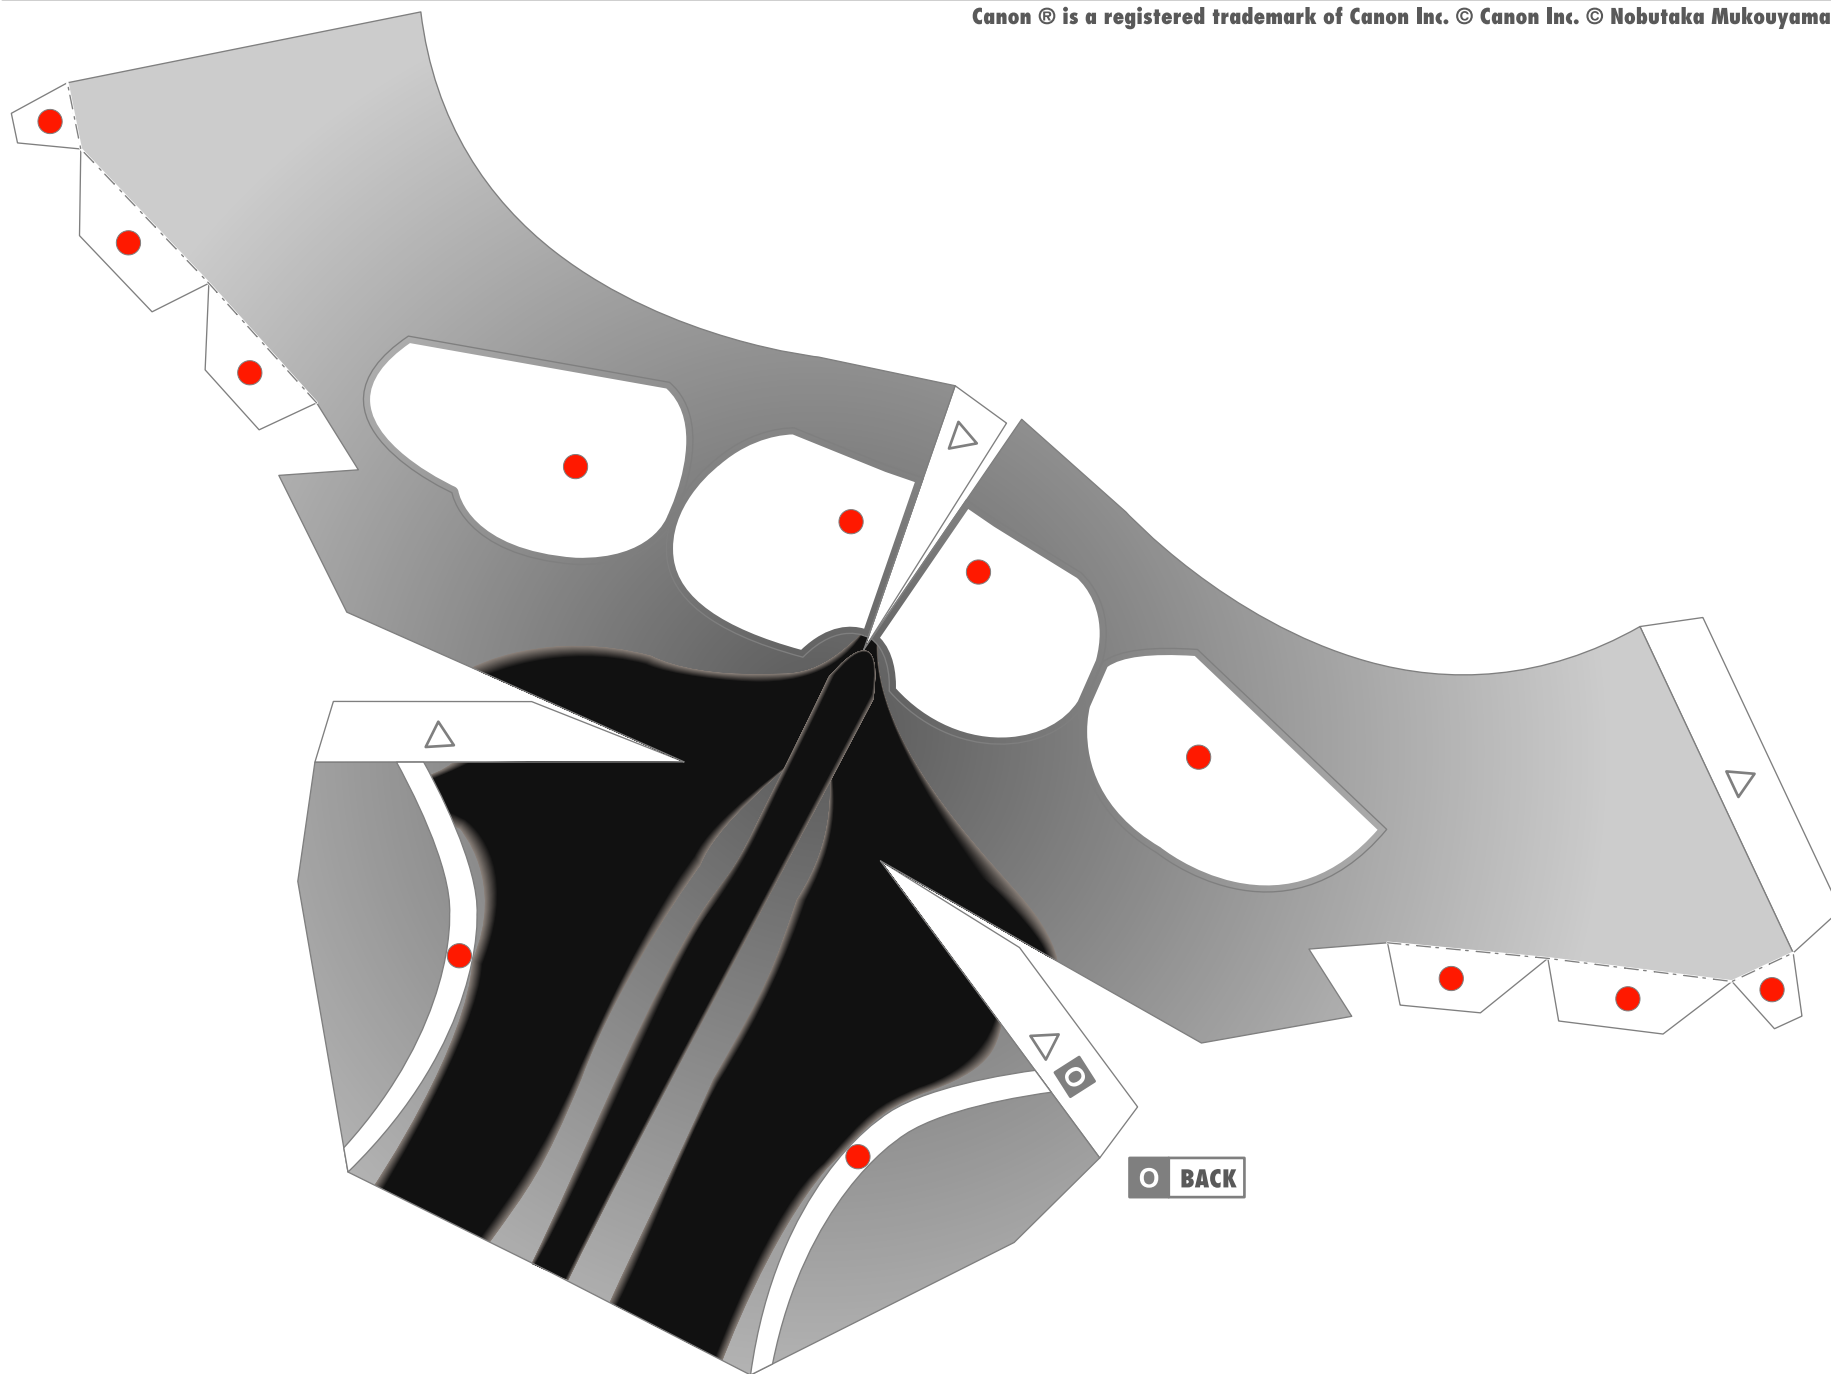 Canon ® is a registered trademark of Canon Inc. © Canon Inc. © Nobutaka Mukouyama
O
O BACK